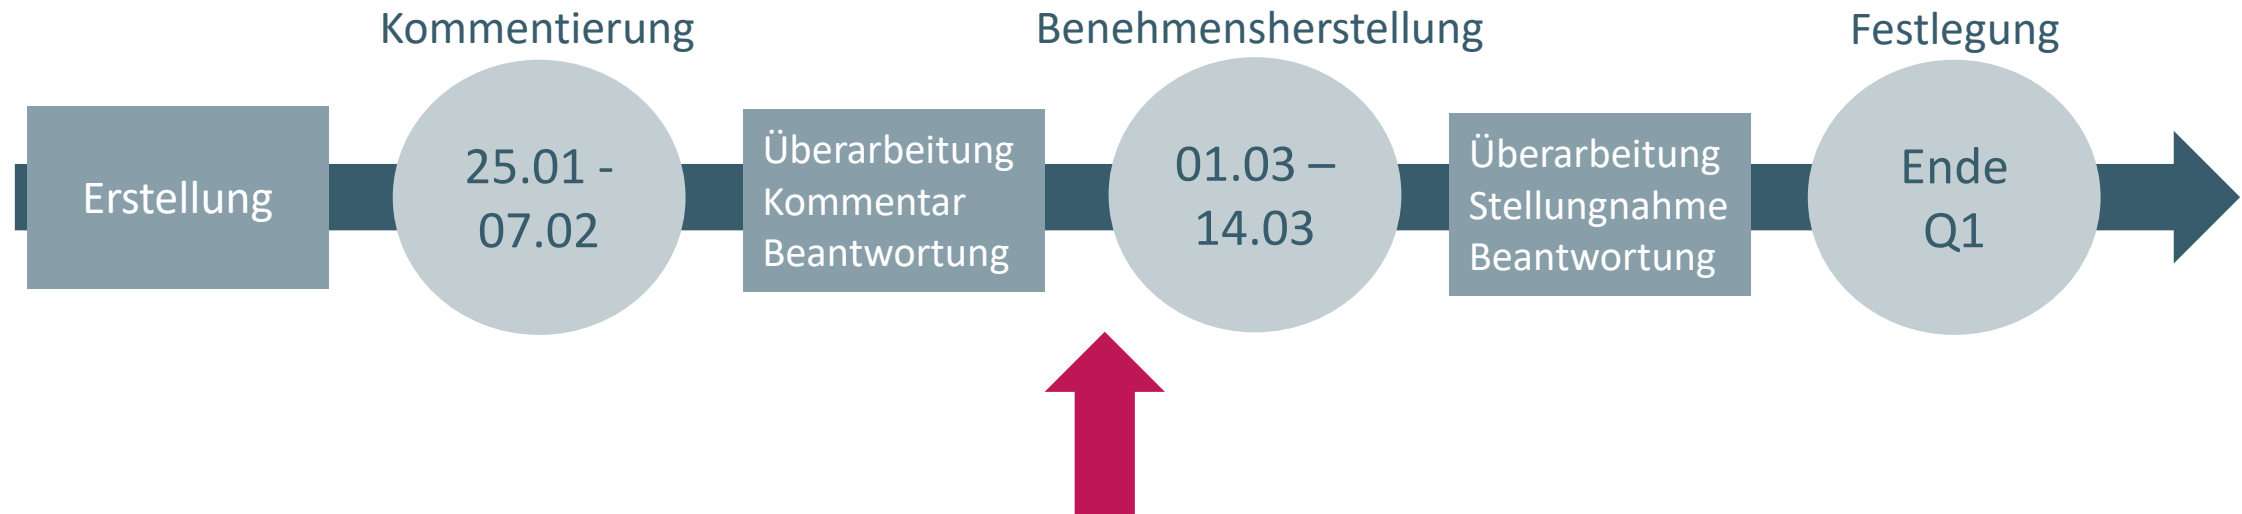 Kommentierung
Benehmensherstellung
Festlegung
Erstellung
25.01 -
07.02
Überarbeitung
Kommentar
Beantwortung
01.03 –
14.03
Überarbeitung
Stellungnahme
Beantwortung
Ende
Q1